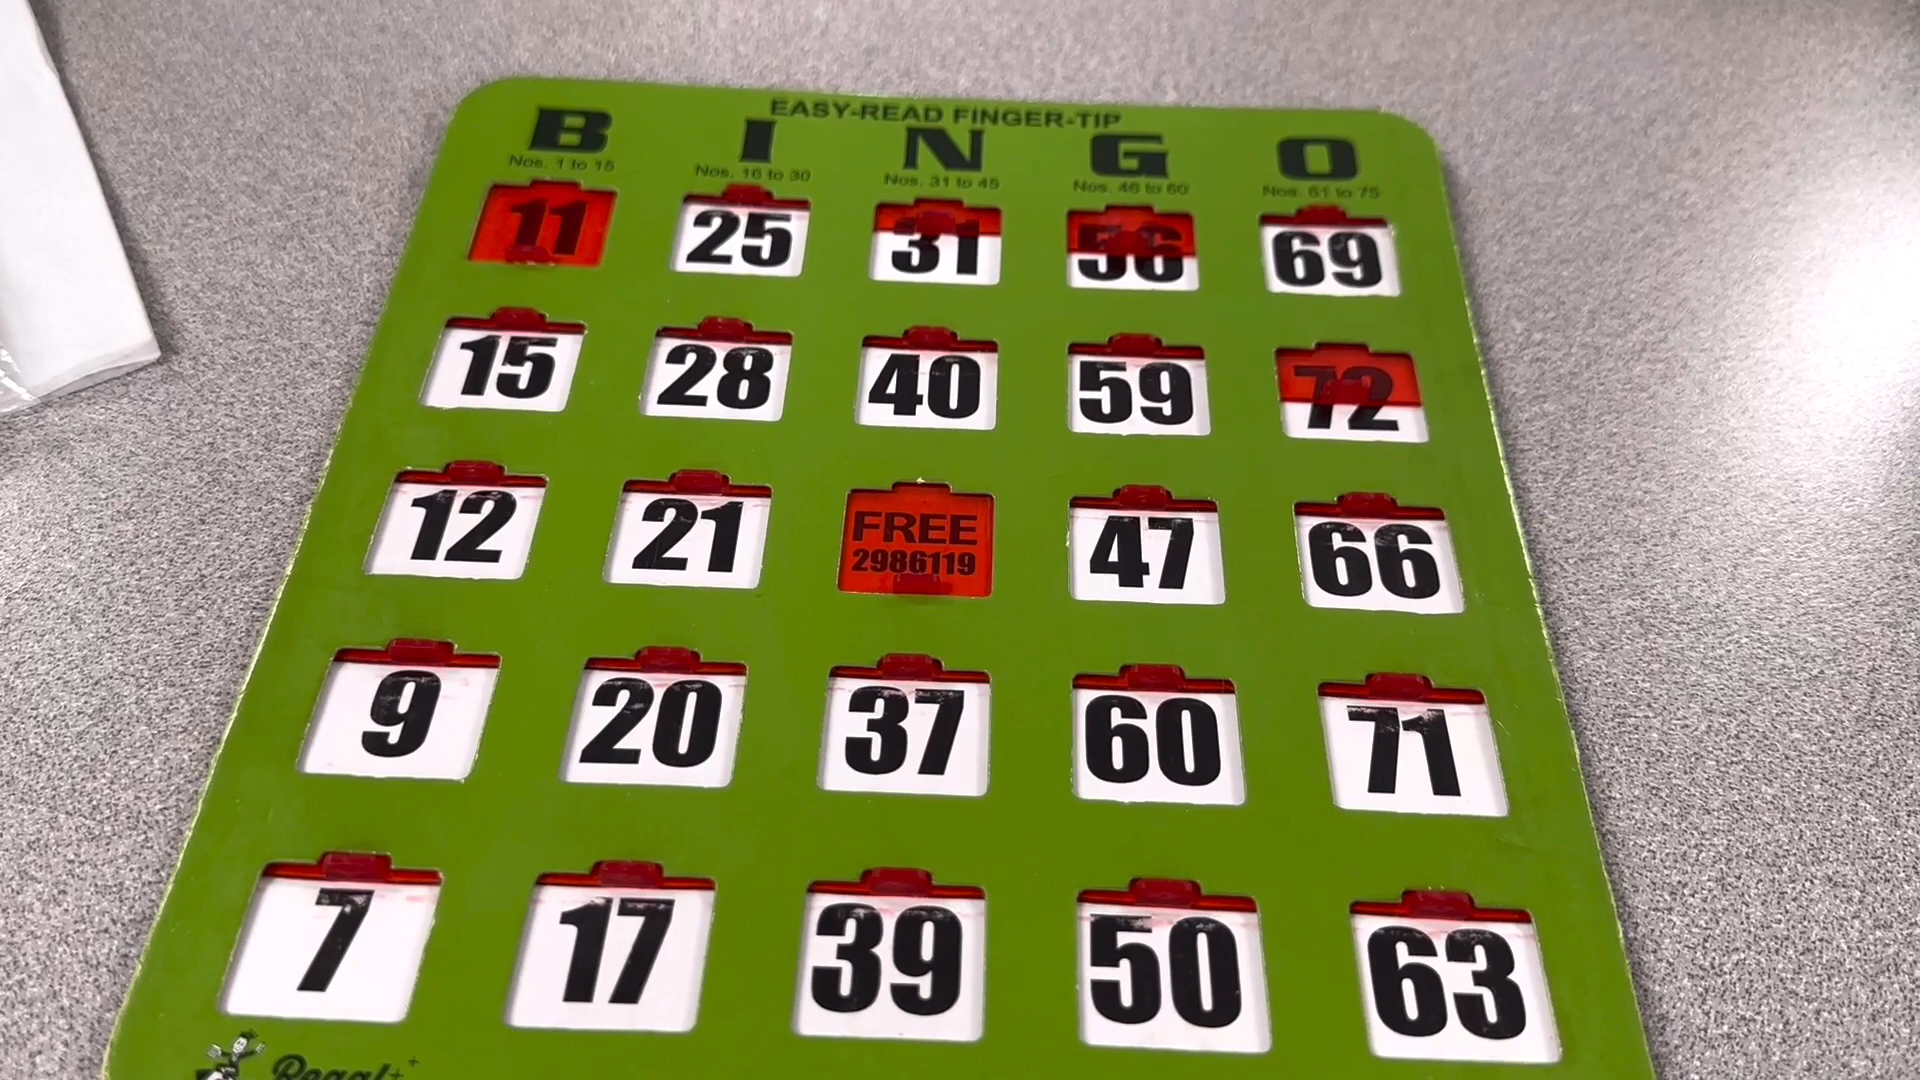 EASY-READ FINGER-TIP
B I N G O
Nos. 1 to 15 Nos. 16 to 30 Nos. 31 to 45 Nos. 46 to 60 Nos. 61 to 75
11 25 31 56 69
15 28 40 59 72
12 21 FREE 47 66
2986119
9 20 37 60 71
7 17 39 50 63
Regal